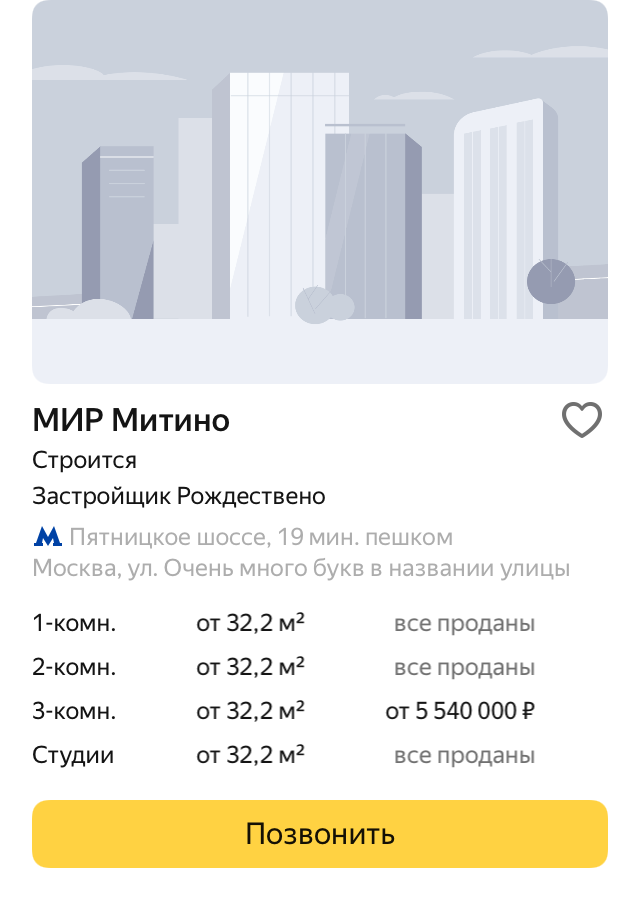 МИР Митино
Строится
Застройщик Рождествено
Пятницкое шоссе, 19 мин. пешком
Москва, ул. Очень много букв в названии улицы
1-комн. от 32,2 м² все проданы
2-комн. от 32,2 м² все проданы
3-комн. от 32,2 м² от 5 540 000 ₽
Студии от 32,2 м² все проданы
Позвонить